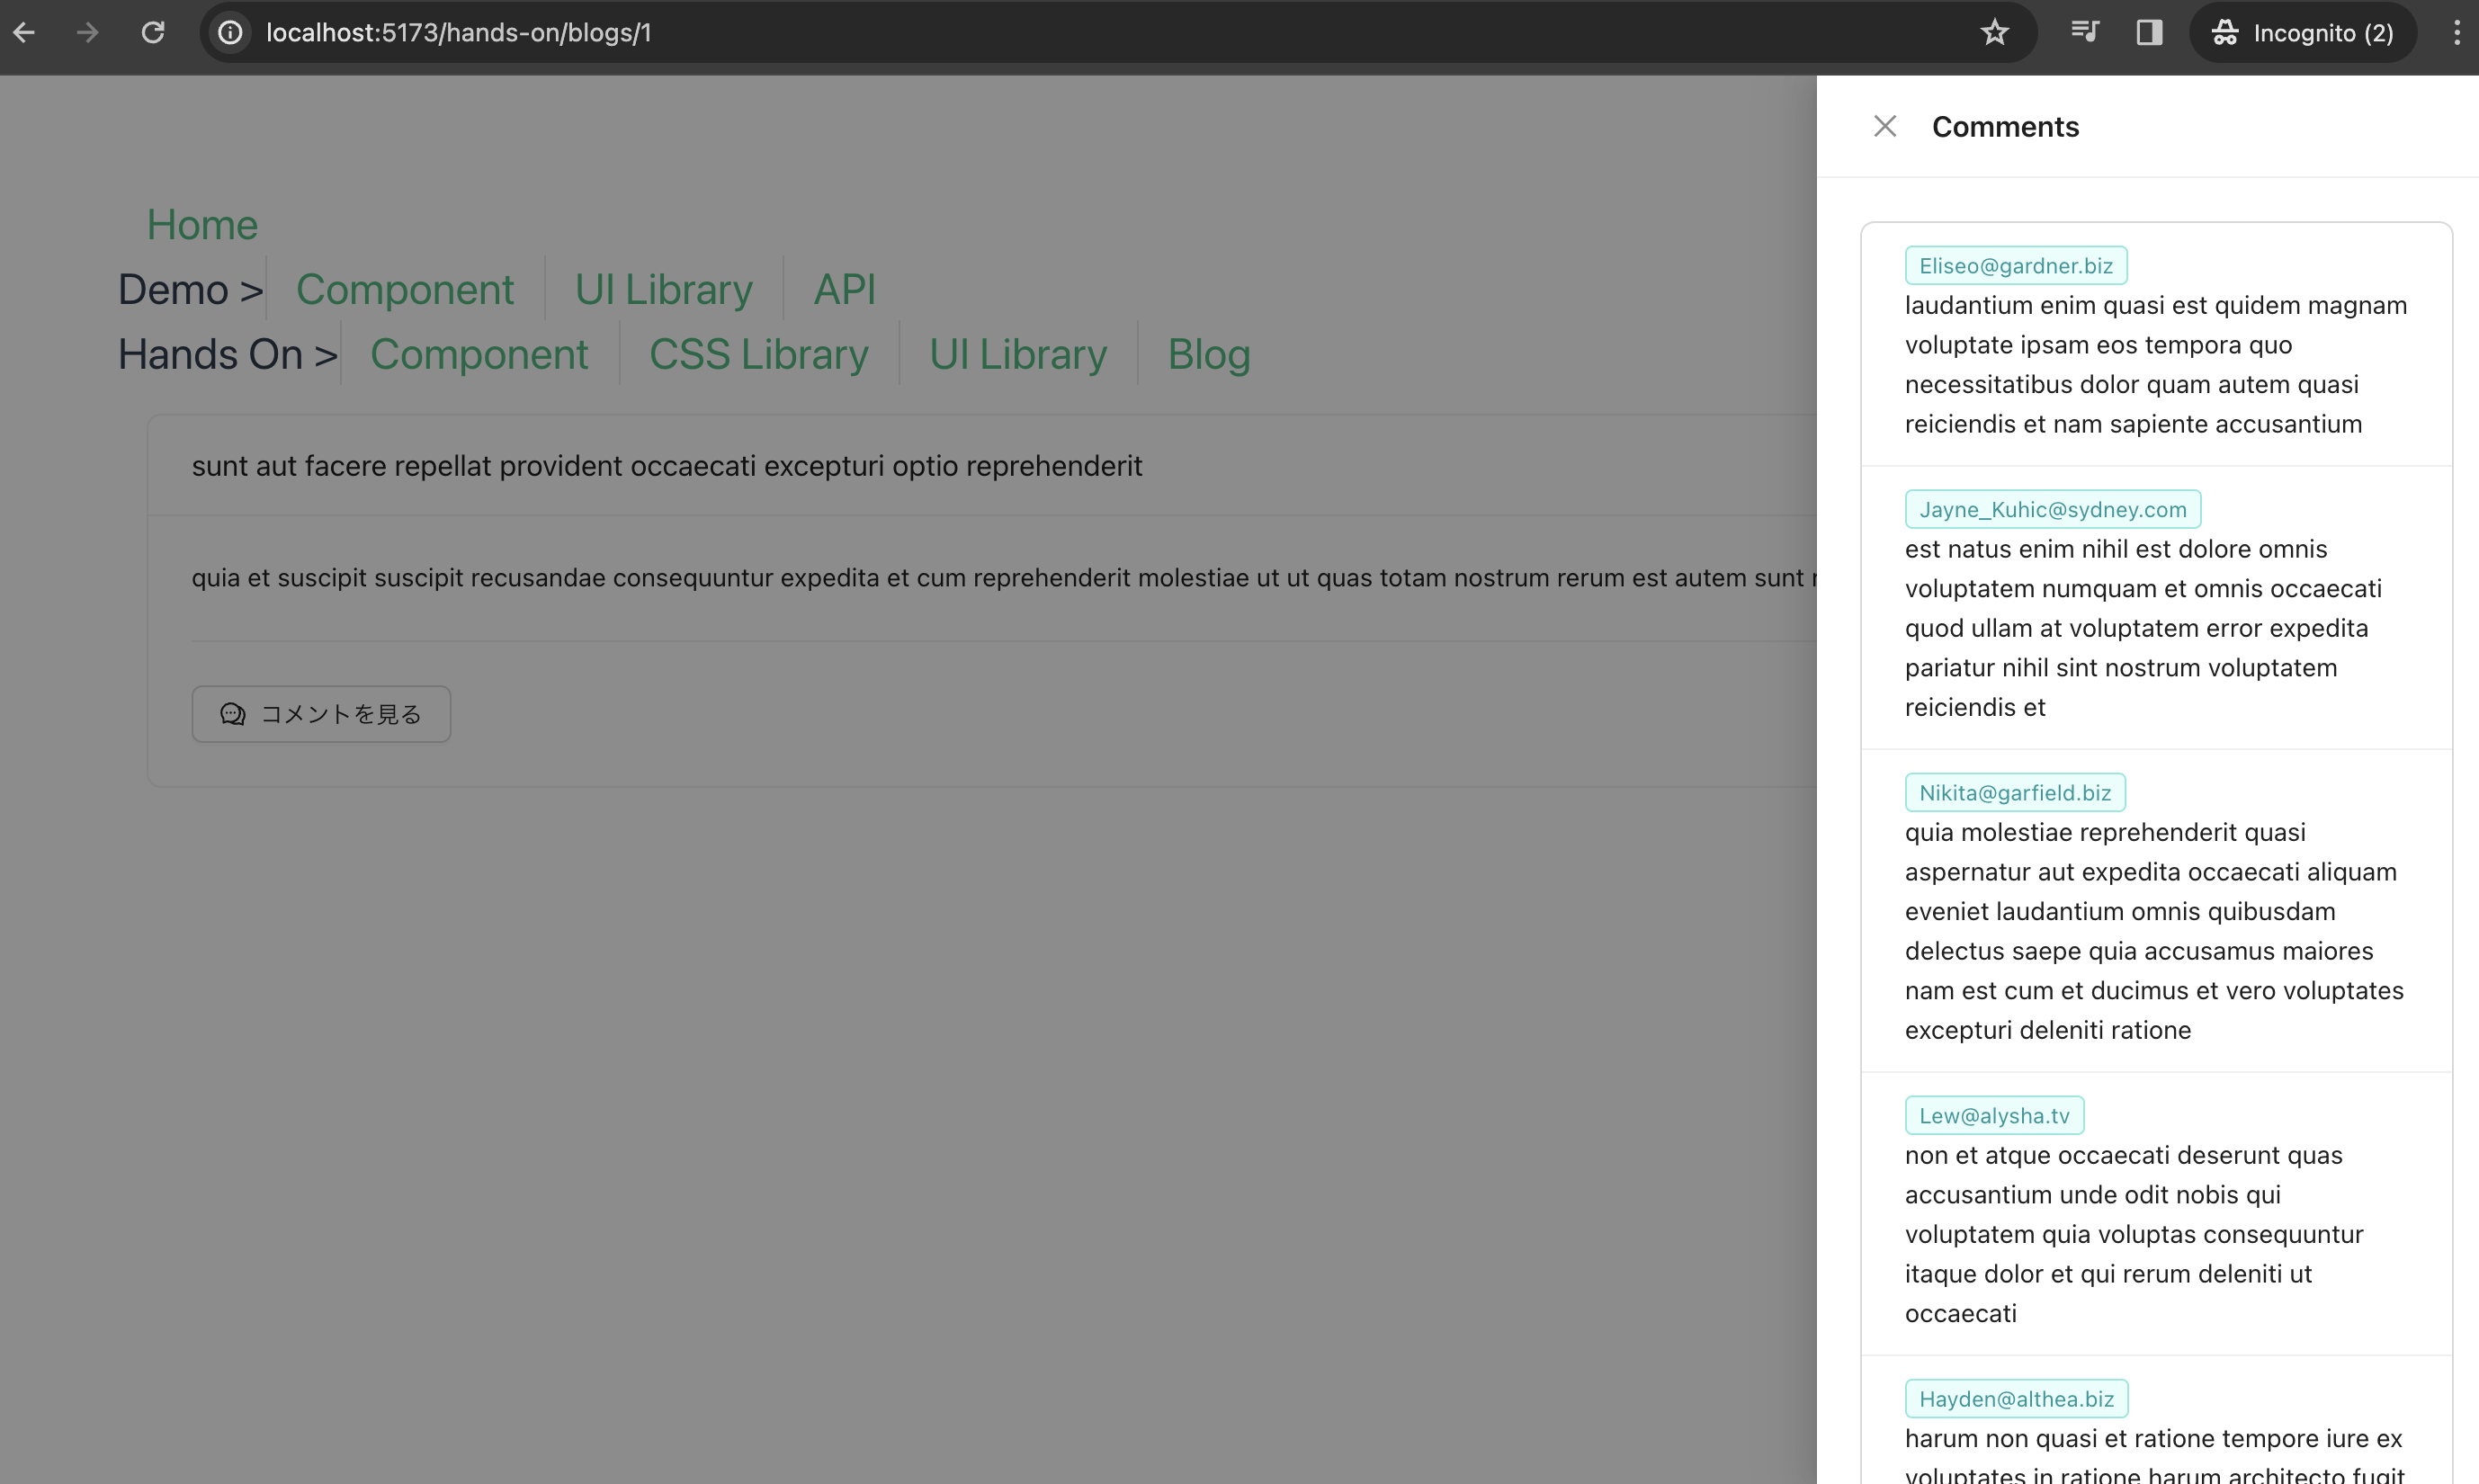 localhost:5173/hands-on/blogs/1
Incognito (2)
Home
Demo > Component UI Library API
Hands On > Component CSS Library UI Library Blog
sunt aut facere repellat provident occaecati excepturi optio reprehenderit
quia et suscipit suscipit recusandae consequuntur expedita et cum reprehenderit molestiae ut ut quas totam nostrum rerum est autem sunt
コメントを見る
Comments
Eliseo@gardner.biz
laudantium enim quasi est quidem magnam
voluptate ipsam eos tempora quo
necessitatibus dolor quam autem quasi
reiciendis et nam sapiente accusantium
Jayne_Kuhic@sydney.com
est natus enim nihil est dolore omnis
voluptatem numquam et omnis occaecati
quod ullam at voluptatem error expedita
pariatur nihil sint nostrum voluptatem
reiciendis et
Nikita@garfield.biz
quia molestiae reprehenderit quasi
aspernatur aut expedita occaecati aliquam
eveniet laudantium omnis quibusdam
delectus saepe quia accusamus maiores
nam est cum et ducimus et vero voluptates
excepturi deleniti ratione
Lew@alysha.tv
non et atque occaecati deserunt quas
accusantium unde odit nobis qui
voluptatem quia voluptas consequuntur
itaque dolor et qui rerum deleniti ut
occaecati
Hayden@althea.biz
harum non quasi et ratione tempore iure ex
voluptates in ratione harum architecto fugit